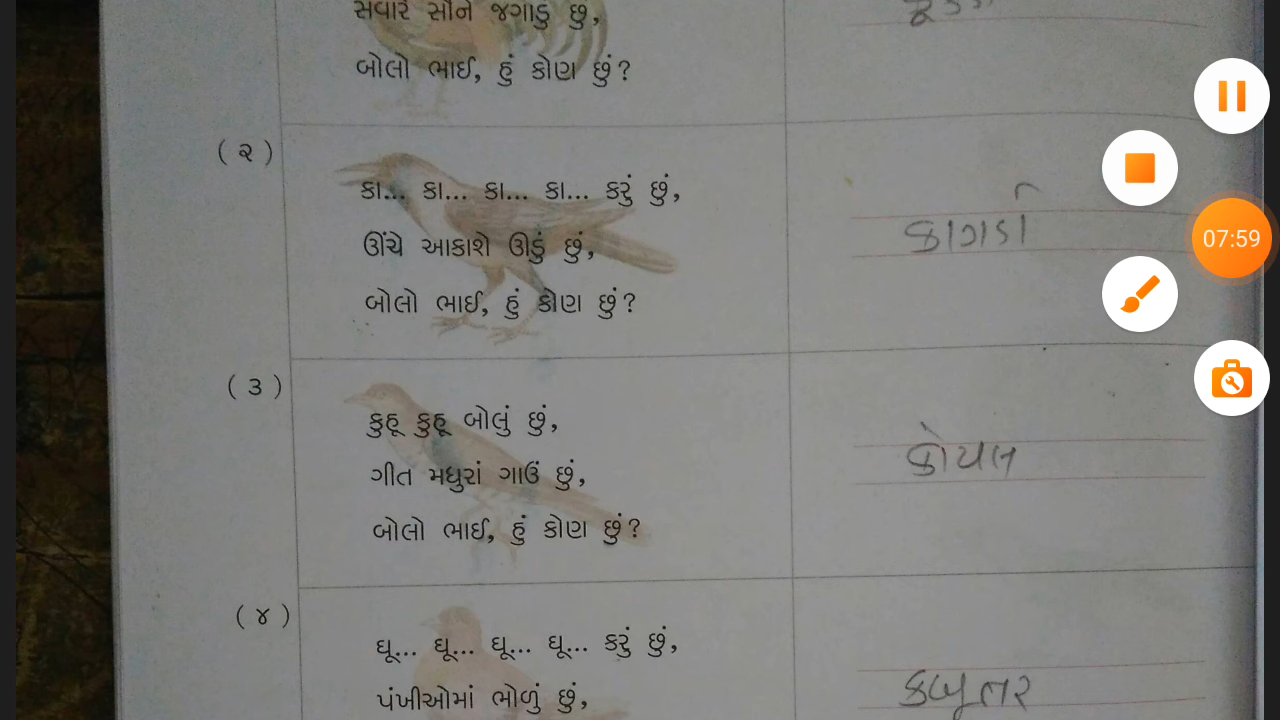 સવારે સૌને જગાડું છું,
બોલો ભાઈ, હું કોણ છું?
(૨)
કા... કા... કા... કા... કરું છું,
ઊંચે આકાશે ઊડું છું,
બોલો ભાઈ, હું કોણ છું?
કાગડો
(૩)
કુહૂ કુહૂ બોલું છું,
ગીત મધુરાં ગાઉં છું,
બોલો ભાઈ, હું કોણ છું?
કોયલ
(૪)
ઘૂ... ઘૂ... ઘૂ... ઘૂ... કરું છું,
પંખીઓમાં ભોળું છું,
કબૂતર
07:59